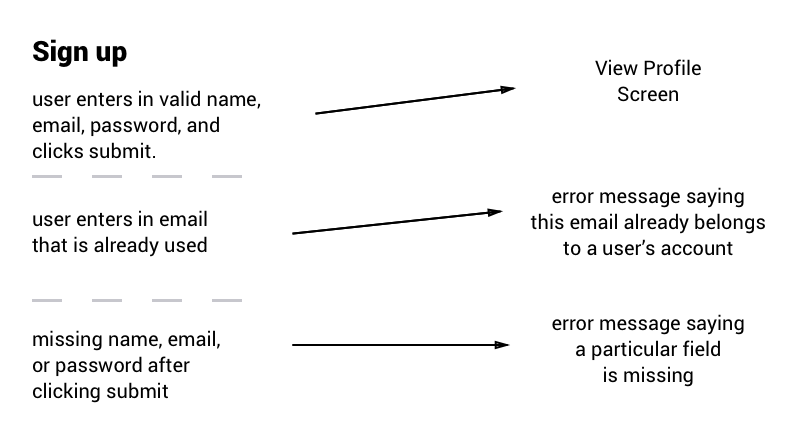 Sign up
user enters in valid name,
email, password, and
clicks submit.
View Profile
Screen
user enters in email
that is already used
error message saying
this email already belongs
to a user’s account
missing name, email,
or password after
clicking submit
error message saying
a particular field
is missing